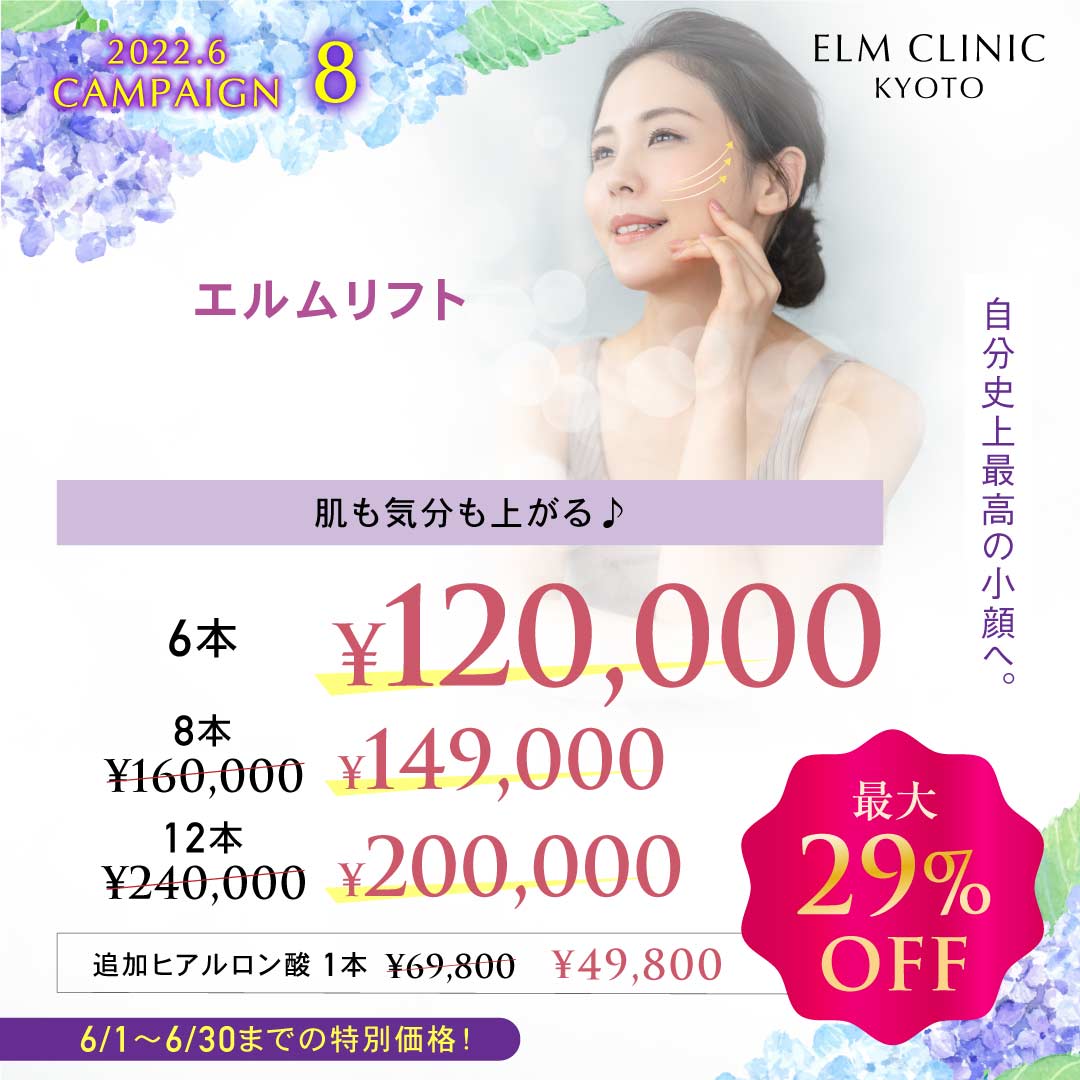 2022.6
CAMPAIGN 8
ELM CLINIC
KYOTO
エルムリフト
自分史上最高の小顔へ。
肌も気分も上がる♪
6本 ¥120,000
8本
¥160,000 ¥149,000
12本
¥240,000 ¥200,000
追加ヒアルロン酸 1本 ¥69,800 ¥49,800
最大
29%
OFF
6/1〜6/30までの特別価格!